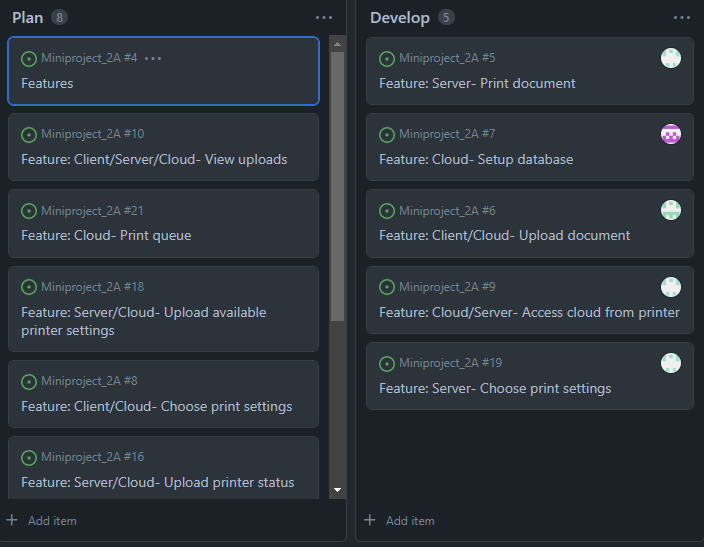 Plan 8
Miniproject_2A #4
Features
Miniproject_2A #10
Feature: Client/Server/Cloud- View uploads
Miniproject_2A #21
Feature: Cloud- Print queue
Miniproject_2A #18
Feature: Server/Cloud- Upload available
printer settings
Miniproject_2A #8
Feature: Client/Cloud- Choose print settings
Miniproject_2A #16
Feature: Server/Cloud- Upload printer status
Add item
Develop 5
Miniproject_2A #5
Feature: Server- Print document
Miniproject_2A #7
Feature: Cloud- Setup database
Miniproject_2A #6
Feature: Client/Cloud- Upload document
Miniproject_2A #9
Feature: Cloud/Server- Access cloud from printer
Miniproject_2A #19
Feature: Server- Choose print settings
Add item